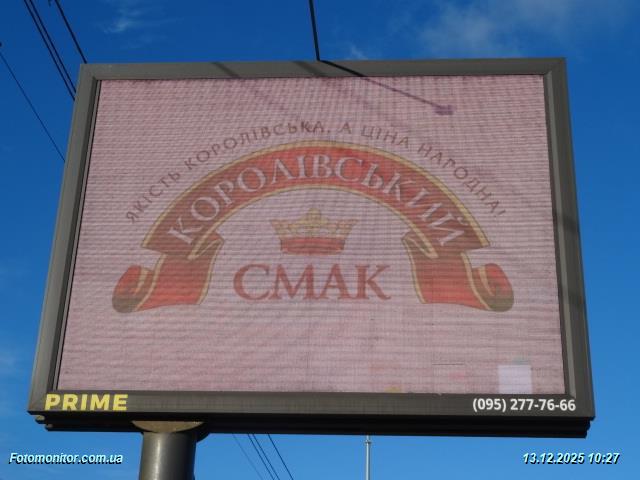 ЯКІСТЬ КОРОЛІВСЬКА, А ЦІНА НАРОДНА!
КОРОЛІВСЬКИЙ
СМАК
PRIME
(095) 277-76-66
Fotomonitor.com.ua
13.12.2025 10:27